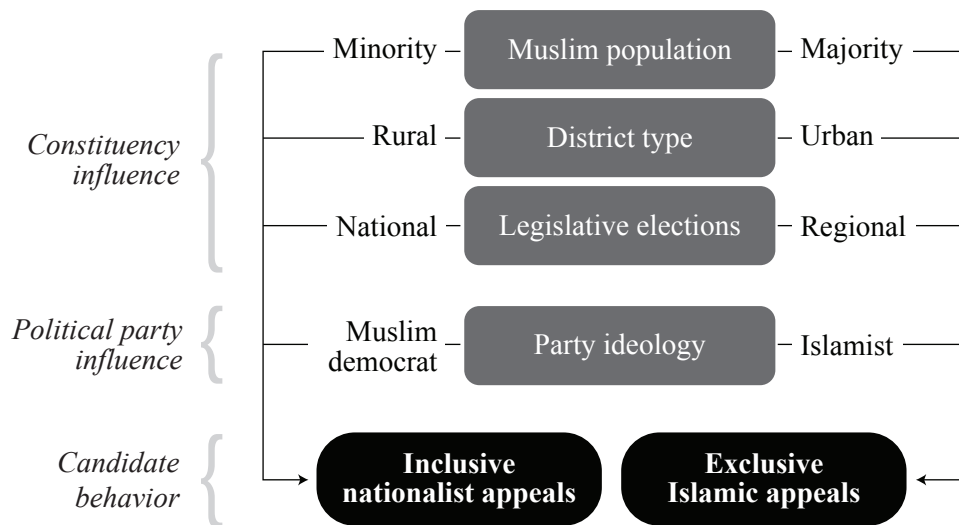 Constituency
influence
Minority
Muslim population
Majority
Rural
District type
Urban
National
Legislative elections
Regional
Political party
influence
Muslim
democrat
Party ideology
Islamist
Candidate
behavior
Inclusive
nationalist appeals
Exclusive
Islamic appeals